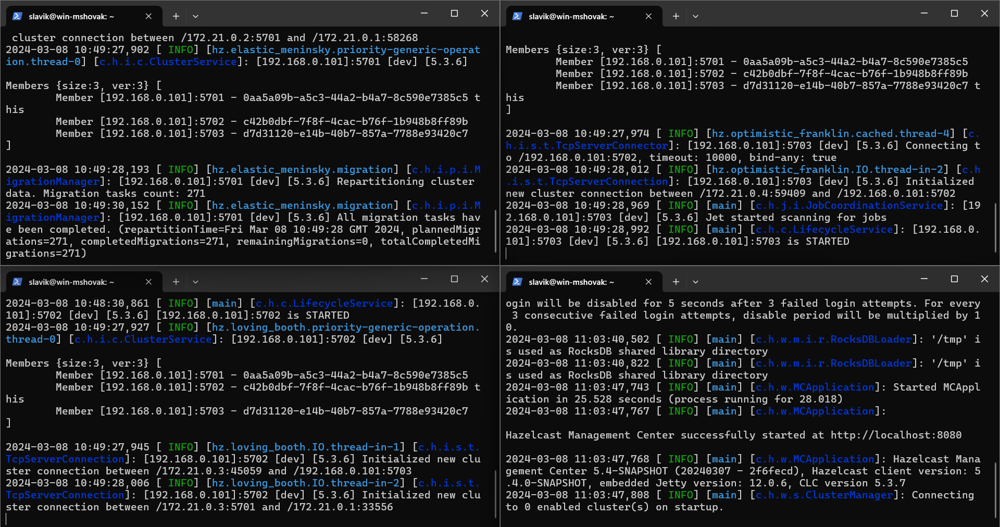 slavik@win-mshovak: ~
 cluster connection between /172.21.0.2:5701 and /172.21.0.1:58268
2024-03-08 10:49:27,902 [ INFO] [hz.elastic_meninsky.priority-generic-operat
ion.thread-0] [c.h.i.c.ClusterService]: [192.168.0.101]:5701 [dev] [5.3.6]
Members {size:3, ver:3} [
        Member [192.168.0.101]:5701 - 0aa5a09b-a5c3-44a2-b4a7-8c590e7385c5 t
his
        Member [192.168.0.101]:5702 - c42b0dbf-7f8f-4cac-b76f-1b948b8ff89b
        Member [192.168.0.101]:5703 - d7d31120-e14b-40b7-857a-7788e93420c7
]
2024-03-08 10:49:28,193 [ INFO] [hz.elastic_meninsky.migration] [c.h.i.p.i.M
igrationManager]: [192.168.0.101]:5701 [dev] [5.3.6] Repartitioning cluster
data. Migration tasks count: 271
2024-03-08 10:49:30,152 [ INFO] [hz.elastic_meninsky.migration] [c.h.i.p.i.M
igrationManager]: [192.168.0.101]:5701 [dev] [5.3.6] All migration tasks hav
e been completed. (repartitionTime=Fri Mar 08 10:49:28 GMT 2024, plannedMigr
ations=271, completedMigrations=271, remainingMigrations=0, totalCompletedMi
grations=271)
slavik@win-mshovak: ~
Members {size:3, ver:3} [
        Member [192.168.0.101]:5701 - 0aa5a09b-a5c3-44a2-b4a7-8c590e7385c5
        Member [192.168.0.101]:5702 - c42b0dbf-7f8f-4cac-b76f-1b948b8ff89b
        Member [192.168.0.101]:5703 - d7d31120-e14b-40b7-857a-7788e93420c7 t
his
]
2024-03-08 10:49:27,974 [ INFO] [hz.optimistic_franklin.cached.thread-4] [c.
h.i.s.t.TcpServerConnector]: [192.168.0.101]:5703 [dev] [5.3.6] Connecting t
o /192.168.0.101:5702, timeout: 10000, bind-any: true
2024-03-08 10:49:28,012 [ INFO] [hz.optimistic_franklin.IO.thread-in-2] [c.h
.i.s.t.TcpServerConnection]: [192.168.0.101]:5703 [dev] [5.3.6] Initialized
new cluster connection between /172.21.0.4:59409 and /192.168.0.101:5702
2024-03-08 10:49:28,969 [ INFO] [main] [c.h.j.i.JobCoordinationService]: [19
2.168.0.101]:5703 [dev] [5.3.6] Jet started scanning for jobs
2024-03-08 10:49:28,992 [ INFO] [main] [c.h.c.LifecycleService]: [192.168.0.
101]:5703 [dev] [5.3.6] [192.168.0.101]:5703 is STARTED
slavik@win-mshovak: ~
2024-03-08 10:48:30,861 [ INFO] [main] [c.h.c.LifecycleService]: [192.168.0.
101]:5702 [dev] [5.3.6] [192.168.0.101]:5702 is STARTED
2024-03-08 10:49:27,927 [ INFO] [hz.loving_booth.priority-generic-operation.
thread-0] [c.h.i.c.ClusterService]: [192.168.0.101]:5702 [dev] [5.3.6]
Members {size:3, ver:3} [
        Member [192.168.0.101]:5701 - 0aa5a09b-a5c3-44a2-b4a7-8c590e7385c5
        Member [192.168.0.101]:5702 - c42b0dbf-7f8f-4cac-b76f-1b948b8ff89b t
his
        Member [192.168.0.101]:5703 - d7d31120-e14b-40b7-857a-7788e93420c7
]
2024-03-08 10:49:27,945 [ INFO] [hz.loving_booth.IO.thread-in-1] [c.h.i.s.t.
TcpServerConnection]: [192.168.0.101]:5702 [dev] [5.3.6] Initialized new clu
ster connection between /172.21.0.3:45059 and /192.168.0.101:5703
2024-03-08 10:49:28,006 [ INFO] [hz.loving_booth.IO.thread-in-2] [c.h.i.s.t.
TcpServerConnection]: [192.168.0.101]:5702 [dev] [5.3.6] Initialized new clu
ster connection between /172.21.0.3:5701 and /172.21.0.1:33556
slavik@win-mshovak: ~
ogin will be disabled for 5 seconds after 3 failed login attempts. For every
 3 consecutive failed login attempts, disable period will be multiplied by 1
0.
2024-03-08 11:03:40,502 [ INFO] [main] [c.h.w.m.i.r.RocksDBLoader]: '/tmp' i
s used as RocksDB shared library directory
2024-03-08 11:03:40,822 [ INFO] [main] [c.h.w.m.i.r.RocksDBLoader]: '/tmp' i
s used as RocksDB shared library directory
2024-03-08 11:03:47,743 [ INFO] [main] [c.h.w.MCApplication]: Started MCAppl
ication in 25.528 seconds (process running for 28.018)
2024-03-08 11:03:47,767 [ INFO] [main] [c.h.w.MCApplication]:
Hazelcast Management Center successfully started at http://localhost:8080
2024-03-08 11:03:47,768 [ INFO] [main] [c.h.w.MCApplication]: Hazelcast Mana
gement Center 5.4-SNAPSHOT (20240307 - 2f6fecd), Hazelcast client version: 5
.4.0-SNAPSHOT, embedded Jetty version: 12.0.6, CLC version 5.3.7
2024-03-08 11:03:47,808 [ INFO] [main] [c.h.w.s.ClusterManager]: Connecting
to 0 enabled cluster(s) on startup.